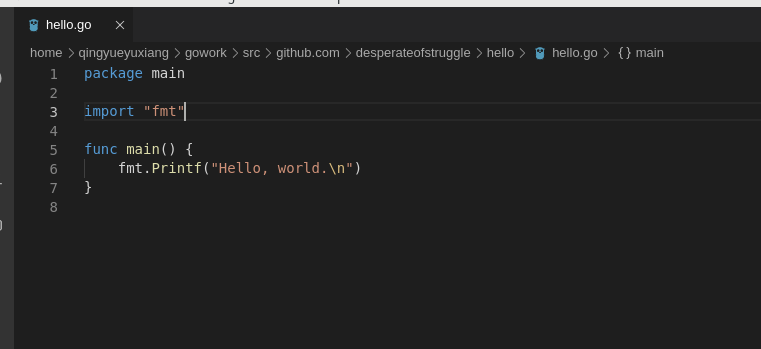 hello.go
home > qingyueyuxiang > gowork > src > github.com > desperateofstruggle > hello > hello.go > {} main
1 package main
2
3 import "fmt"
4
5 func main() {
6 fmt.Printf("Hello, world.\n")
7 }
8